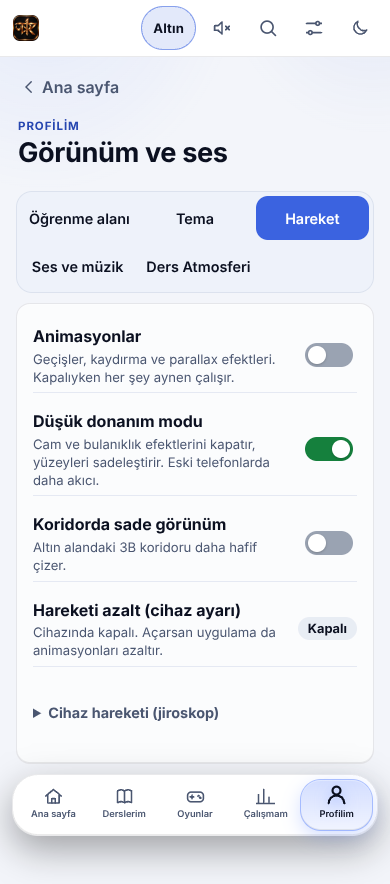 Altın
Ana sayfa
PROFİLİM
Görünüm ve ses
Öğrenme alanı
Tema
Hareket
Ses ve müzik
Ders Atmosferi
Animasyonlar
Geçişler, kaydırma ve parallax efektleri.
Kapalıyken her şey aynen çalışır.
Düşük donanım modu
Cam ve bulanıklık efektlerini kapatır,
yüzeyleri sadeleştirir. Eski telefonlarda
daha akıcı.
Koridorda sade görünüm
Altın alandaki 3B koridoru daha hafif
çizer.
Hareketi azalt (cihaz ayarı)
Cihazında kapalı. Açarsan uygulama da
animasyonları azaltır.
Kapalı
Cihaz hareketi (jiroskop)
Ana sayfa
Derslerim
Oyunlar
Çalışmam
Profilim